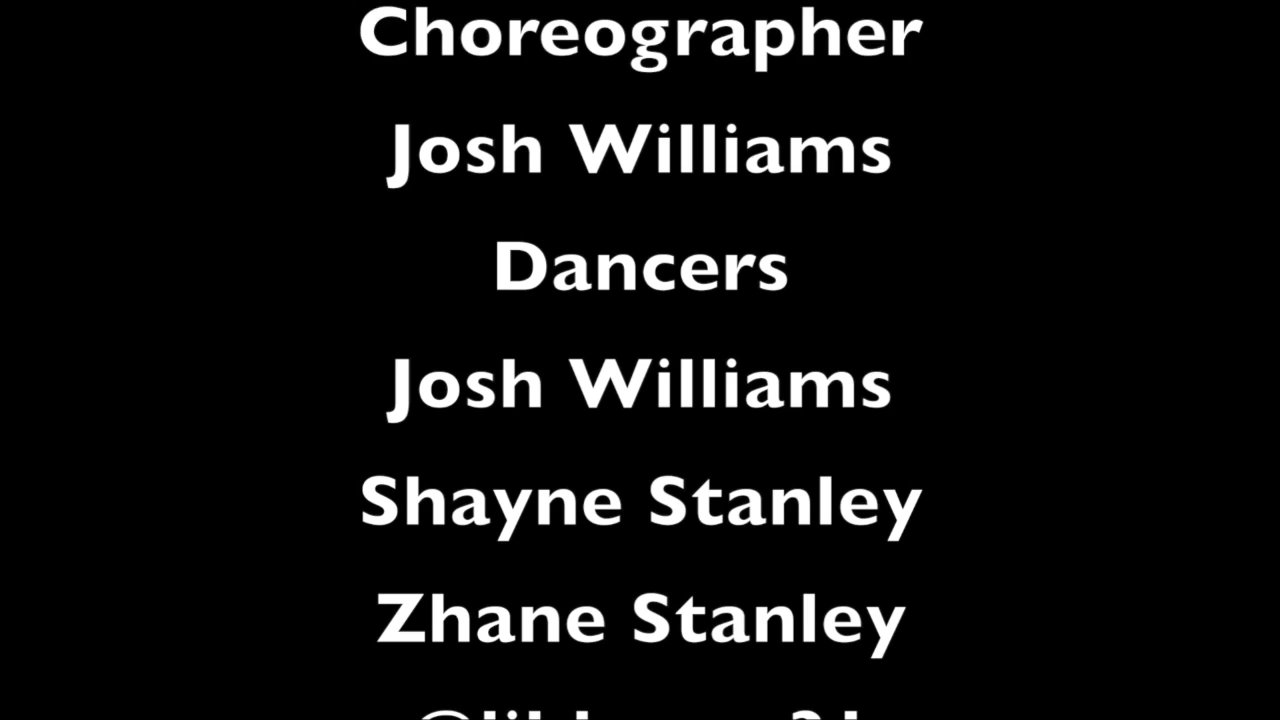 Choreographer
Josh Williams
Dancers
Josh Williams
Shayne Stanley
Zhane Stanley